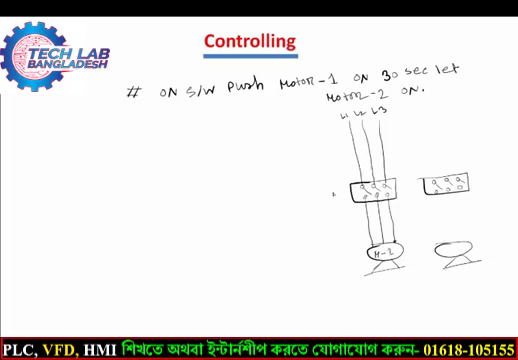 TECH LAB
BANGLADESH
Controlling
# ON S/W Push Motor-1 ON 30 sec let
Motor-2 ON.
L1 L2 L3
M-1
PLC, VFD, HMI শিখতে অথবা ইন্টার্নশীপ করতে যোগাযোগ করুন- 01618-105155